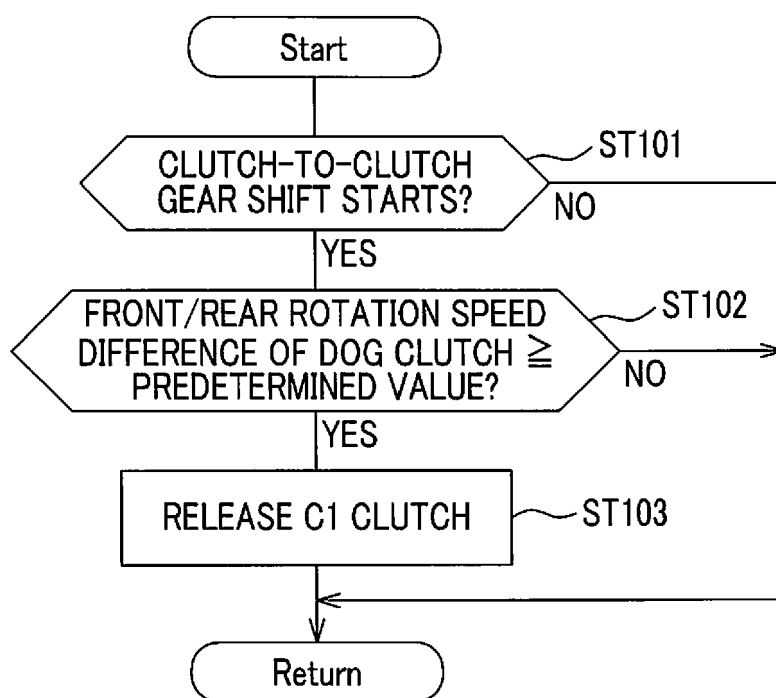 Start
CLUTCH-TO-CLUTCH
GEAR SHIFT STARTS?
ST101
NO
YES
FRONT/REAR ROTATION SPEED
DIFFERENCE OF DOG CLUTCH ≧
PREDETERMINED VALUE?
ST102
NO
YES
RELEASE C1 CLUTCH
ST103
Return